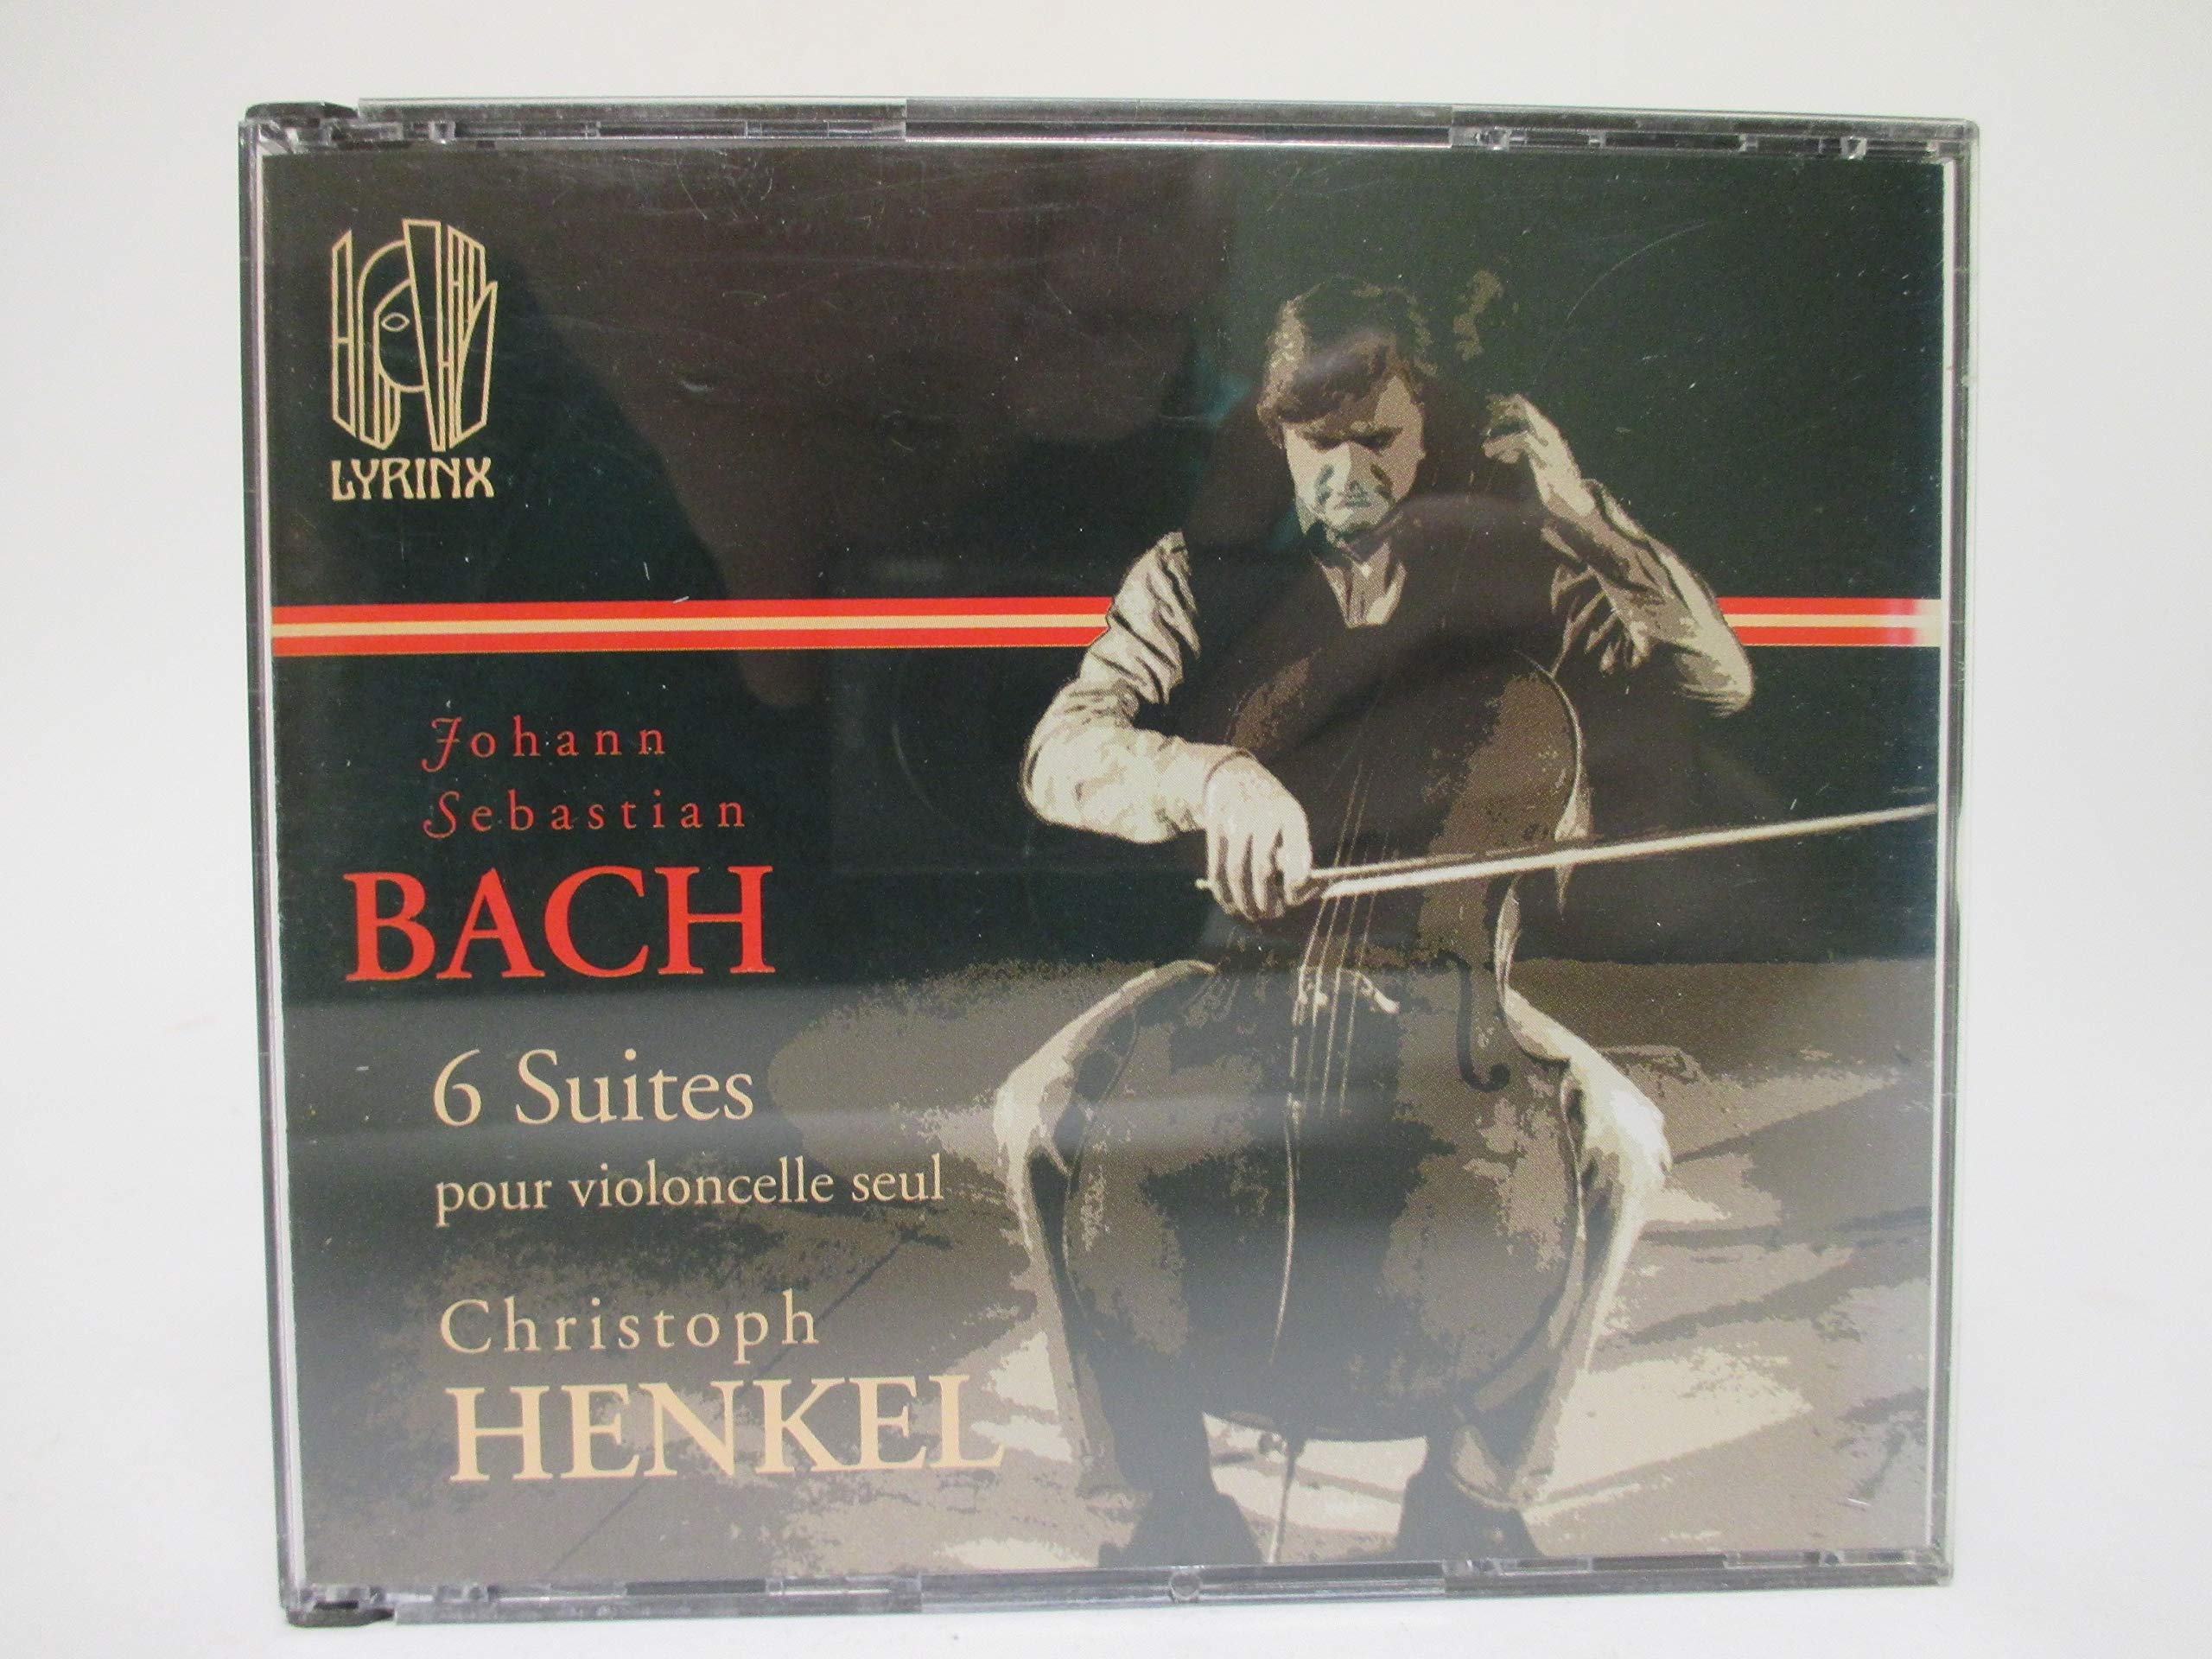 LYRINX
Johann
Sebastian
BACH
6 Suites
pour violoncelle seul
Christoph
HENKEL